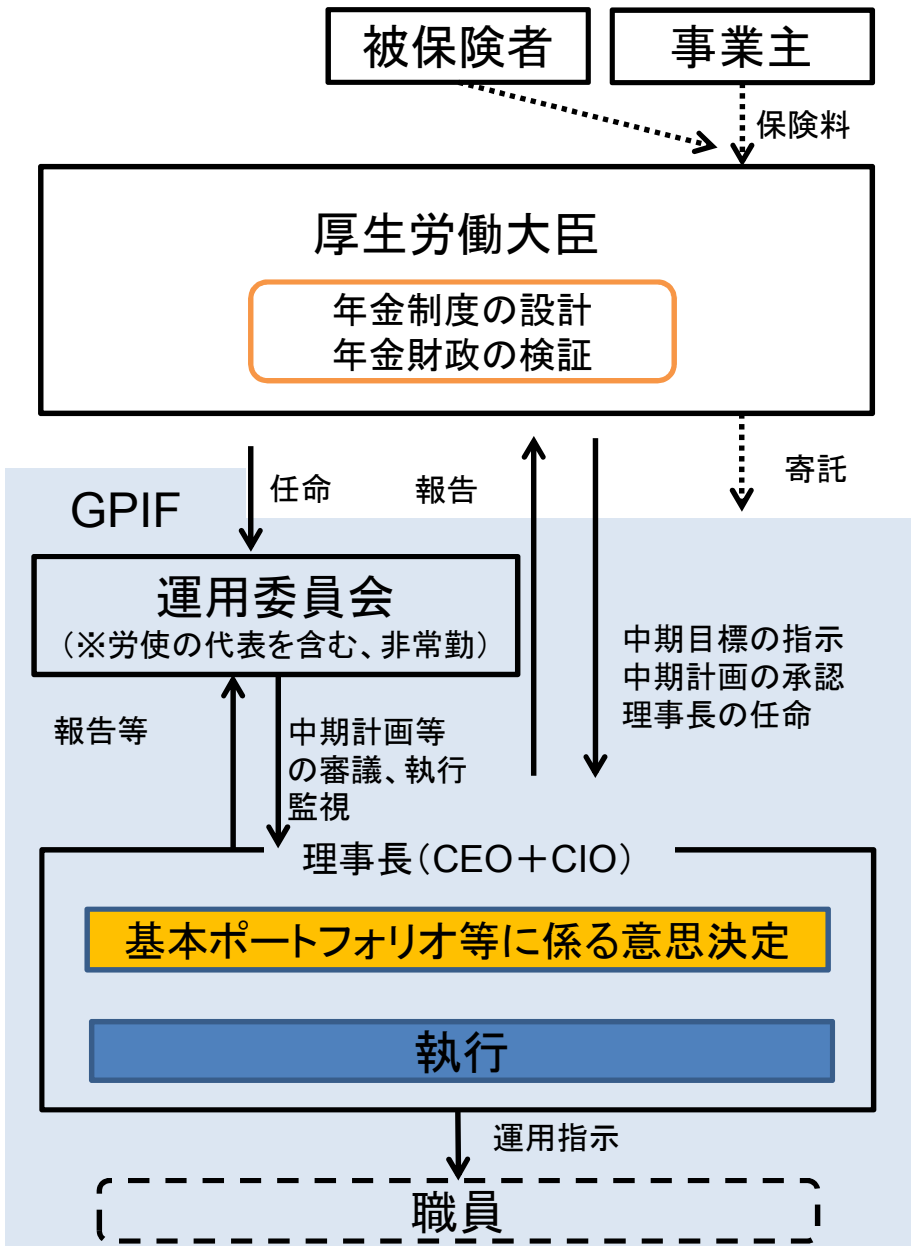 被保険者
事業主
保険料
厚生労働大臣
年金制度の設計
年金財政の検証
任命
報告
寄託
GPIF
運用委員会
（※労使の代表を含む、非常勤）
中期目標の指示
中期計画の承認
理事長の任命
報告等
中期計画等
の審議、執行
監視
理事長（CEO＋CIO）
基本ポートフォリオ等に係る意思決定
執行
運用指示
職員